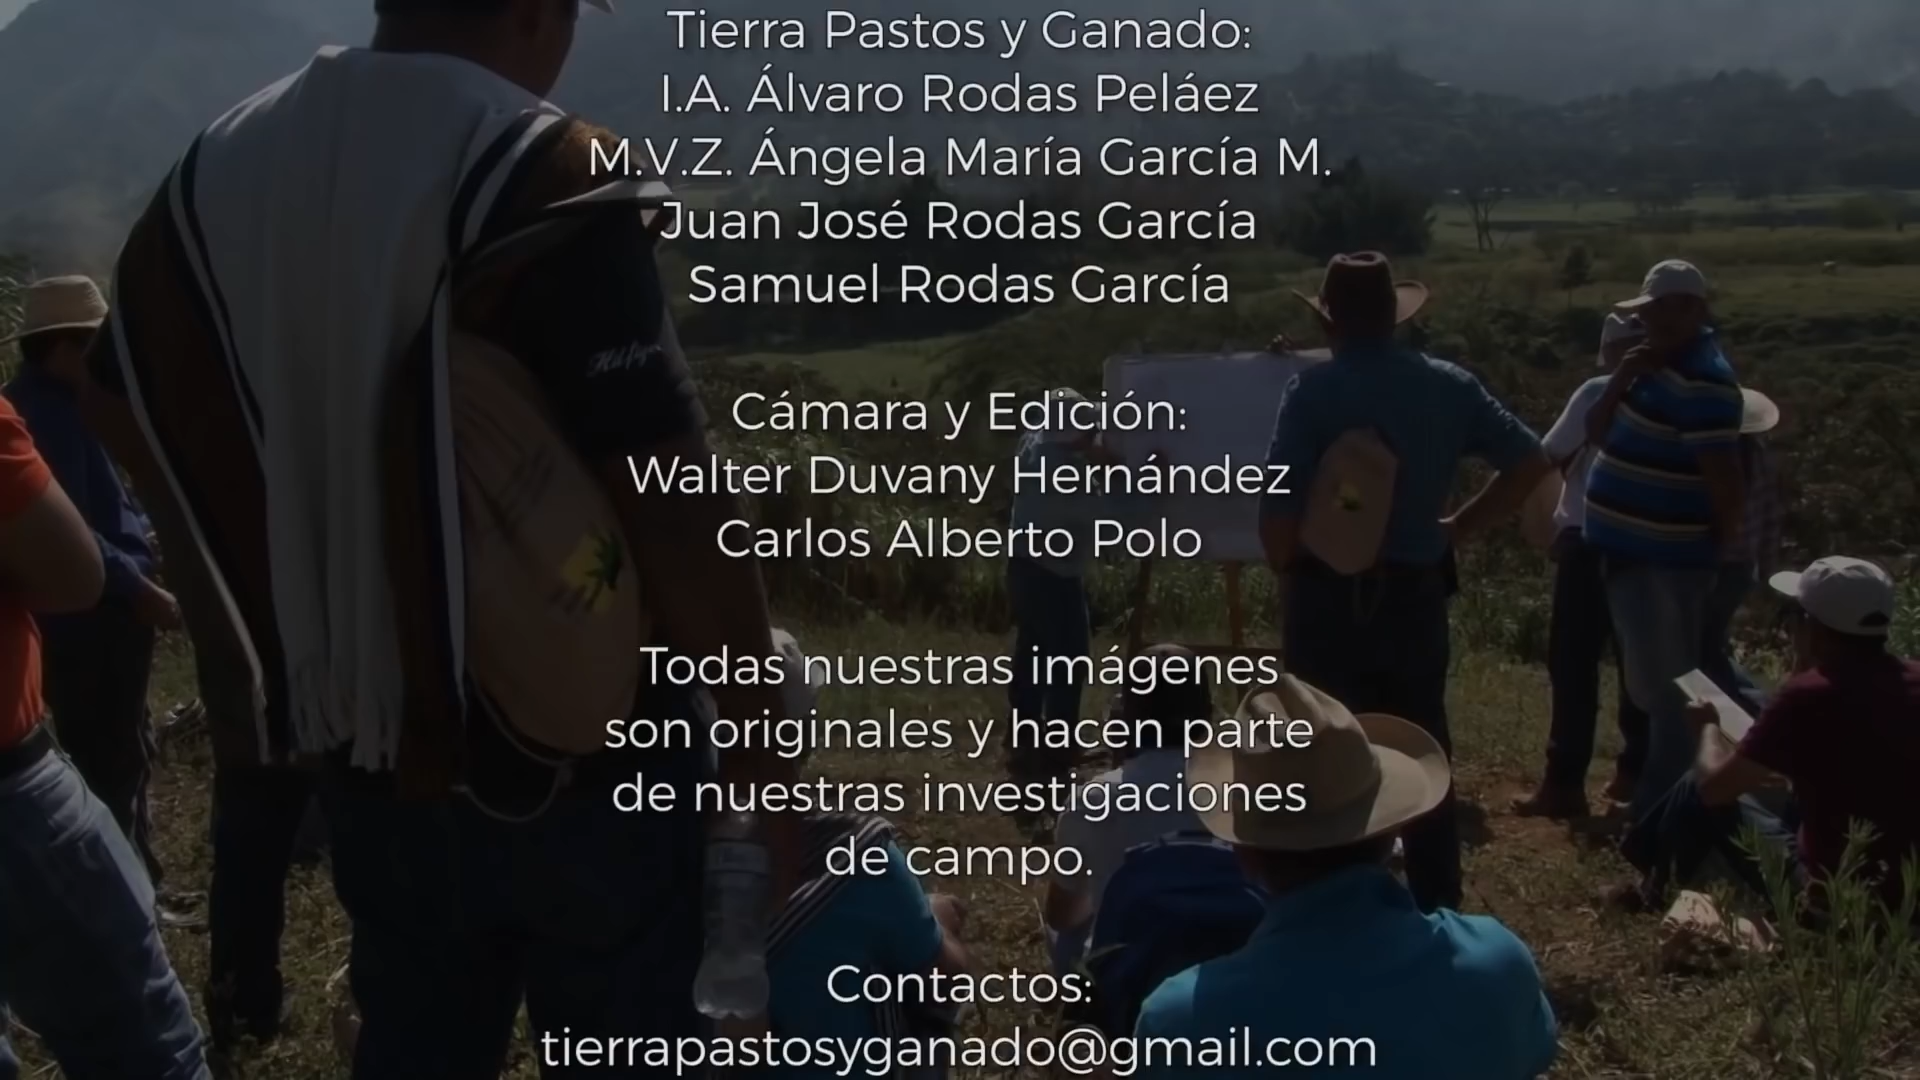 Tierra Pastos y Ganado:
I.A. Álvaro Rodas Peláez
M.V.Z. Ángela María García M.
Juan José Rodas García
Samuel Rodas García
Cámara y Edición:
Walter Duvany Hernández
Carlos Alberto Polo
Todas nuestras imágenes
son originales y hacen parte
de nuestras investigaciones
de campo.
Contactos:
tierrapastosyganado@gmail.com